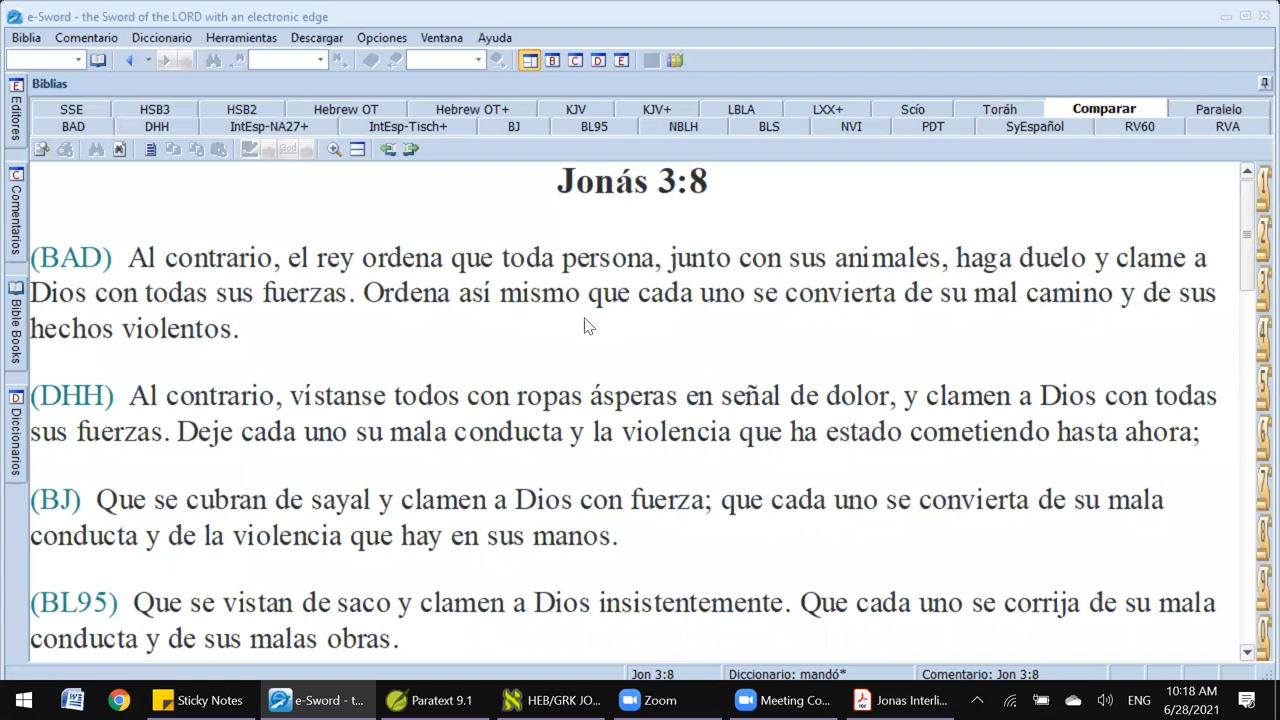 e-Sword - the Sword of the LORD with an electronic edge
Biblia Comentario Diccionario Herramientas Descargar Opciones Ventana Ayuda
B C D E
Biblias
SSE HSB3 HSB2 Hebrew OT Hebrew OT+ KJV KJV+ LBLA LXX+ Scío Toráh Comparar Paralelo
BAD DHH IntEsp-NA27+ IntEsp-Tisch+ BJ BL95 NBLH BLS NVI PDT SyEspañol RV60 RVA
E Editores
C Comentarios
Bible Books
D Diccionarios
Jonás 3:8
(BAD) Al contrario, el rey ordena que toda persona, junto con sus animales, haga duelo y clame a
Dios con todas sus fuerzas. Ordena así mismo que cada uno se convierta de su mal camino y de sus
hechos violentos.
(DHH) Al contrario, vístanse todos con ropas ásperas en señal de dolor, y clamen a Dios con todas
sus fuerzas. Deje cada uno su mala conducta y la violencia que ha estado cometiendo hasta ahora;
(BJ) Que se cubran de sayal y clamen a Dios con fuerza; que cada uno se convierta de su mala
conducta y de la violencia que hay en sus manos.
(BL95) Que se vistan de saco y clamen a Dios insistentemente. Que cada uno se corrija de su mala
conducta y de sus malas obras.
1
2
3
4
5
6
7
8
9
0
Jon 3:8 Diccionario: mandó* Comentario: Jon 3:8
Sticky Notes e-Sword - t... Paratext 9.1 HEB/GRK JO... Zoom Meeting Co... Jonas Interli... ENG 10:18 AM
6/28/2021